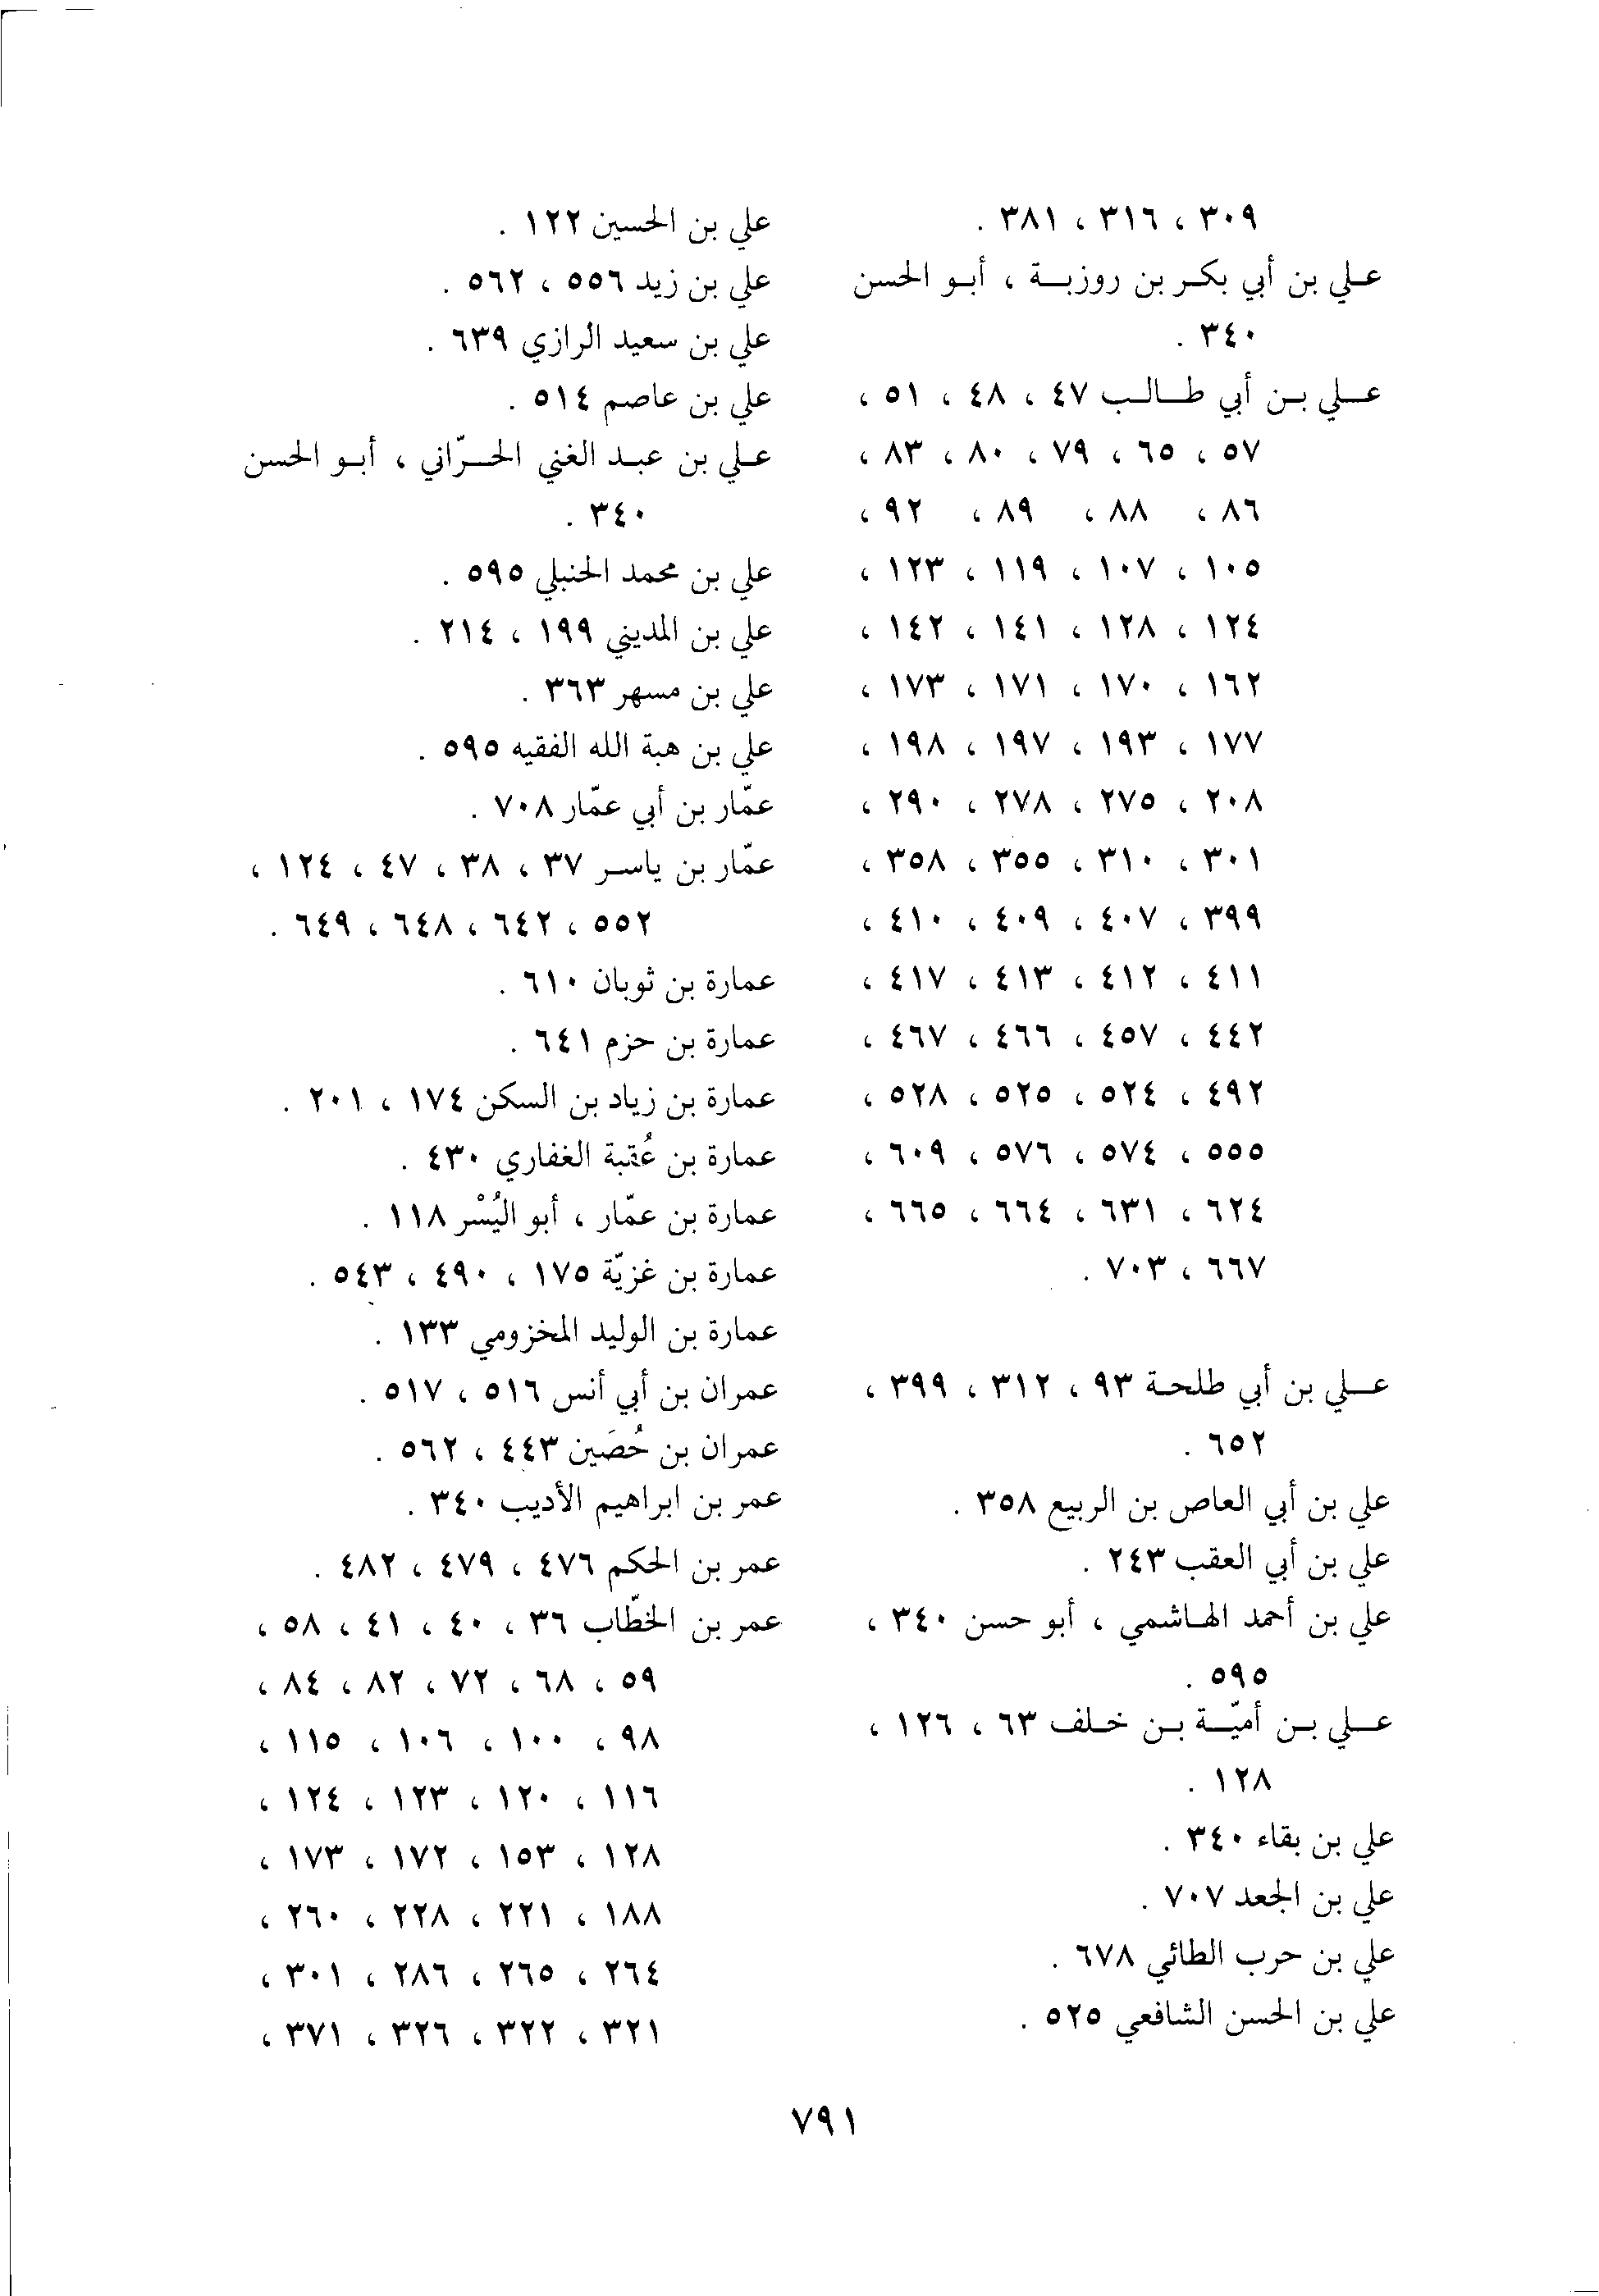 ٣٠٩ ، ٣١٦ ، ٣٨١ .
علي بن أبي بكر بن روزبة ، أبو الحسن
٣٤٠ .
علي بن أبي طالب ٤٧ ، ٤٨ ، ٥١ ،
٥٧ ، ٦٥ ، ٧٩ ، ٨٠ ، ٨٣ ،
٨٦ ، ٨٨ ، ٨٩ ، ٩٢ ،
١٠٥ ، ١٠٧ ، ١١٩ ، ١٢٣ ،
١٢٤ ، ١٢٨ ، ١٤١ ، ١٤٢ ،
١٦٢ ، ١٧٠ ، ١٧١ ، ١٧٣ ،
١٧٧ ، ١٩٣ ، ١٩٧ ، ١٩٨ ،
٢٠٨ ، ٢٧٥ ، ٢٧٨ ، ٢٩٠ ،
٣٠١ ، ٣١٠ ، ٣٥٥ ، ٣٥٨ ،
٣٩٩ ، ٤٠٧ ، ٤٠٩ ، ٤١٠ ،
٤١١ ، ٤١٢ ، ٤١٣ ، ٤١٧ ،
٤٤٢ ، ٤٥٧ ، ٤٦٦ ، ٤٦٧ ،
٤٩٢ ، ٥٢٤ ، ٥٢٥ ، ٥٢٨ ،
٥٥٥ ، ٥٧٤ ، ٥٧٦ ، ٦٠٩ ،
٦٢٤ ، ٦٣١ ، ٦٦٤ ، ٦٦٥ ،
٦٦٧ ، ٧٠٣ .
علي بن أبي طلحة ٩٣ ، ٣١٢ ، ٣٩٩ ،
٦٥٢ .
علي بن أبي العاص بن الربيع ٣٥٨ .
علي بن أبي العقب ٢٤٣ .
علي بن أحمد الهاشمي ، أبو حسن ٣٤٠ ،
٥٩٥ .
علي بن أميّة بن خلف ٦٣ ، ١٢٦ ،
١٢٨ .
علي بن بقاء ٣٤٠ .
علي بن الجعد ٧٠٧ .
علي بن حرب الطائي ٦٧٨ .
علي بن الحسن الشافعي ٥٢٥ .
علي بن الحسين ١٢٢ .
علي بن زيد ٥٥٦ ، ٥٦٢ .
علي بن سعيد الرازي ٦٣٩ .
علي بن عاصم ٥١٤ .
علي بن عبد الغني الحرّاني ، أبو الحسن
٣٤٠ .
علي بن محمد الحنبلي ٥٩٥ .
علي بن المديني ١٩٩ ، ٢١٤ .
علي بن مسهر ٣٦٣ .
علي بن هبة الله الفقيه ٥٩٥ .
عمّار بن أبي عمّار ٧٠٨ .
عمّار بن ياسر ٣٧ ، ٣٨ ، ٤٧ ، ١٢٤ ،
٥٥٢ ، ٦٤٢ ، ٦٤٨ ، ٦٤٩ .
عمارة بن ثوبان ٦١٠ .
عمارة بن حزم ٦٤١ .
عمارة بن زياد بن السكن ١٧٤ ، ٢٠١ .
عمارة بن عُقبة الغفاري ٤٣٠ .
عمارة بن عمّار ، أبو اليُسْر ١١٨ .
عمارة بن غزيّة ١٧٥ ، ٤٩٠ ، ٥٤٣ .
عمارة بن الوليد المخزومي ١٣٣ .
عمران بن أبي أنس ٥١٦ ، ٥١٧ .
عمران بن حُصَين ٤٤٣ ، ٥٦٢ .
عمر بن ابراهيم الأديب ٣٤٠ .
عمر بن الحكم ٤٧٦ ، ٤٧٩ ، ٤٨٢ .
عمر بن الخطّاب ٣٦ ، ٤٠ ، ٤١ ، ٥٨ ،
٥٩ ، ٦٨ ، ٧٢ ، ٨٢ ، ٨٤ ،
٩٨ ، ١٠٠ ، ١٠٦ ، ١١٥ ،
١١٦ ، ١٢٠ ، ١٢٣ ، ١٢٤ ،
١٢٨ ، ١٥٣ ، ١٧٢ ، ١٧٣ ،
١٨٨ ، ٢٢١ ، ٢٢٨ ، ٢٦٠ ،
٢٦٤ ، ٢٦٥ ، ٢٨٦ ، ٣٠١ ،
٣٢١ ، ٣٢٢ ، ٣٢٦ ، ٣٧١ ،
٧٩١